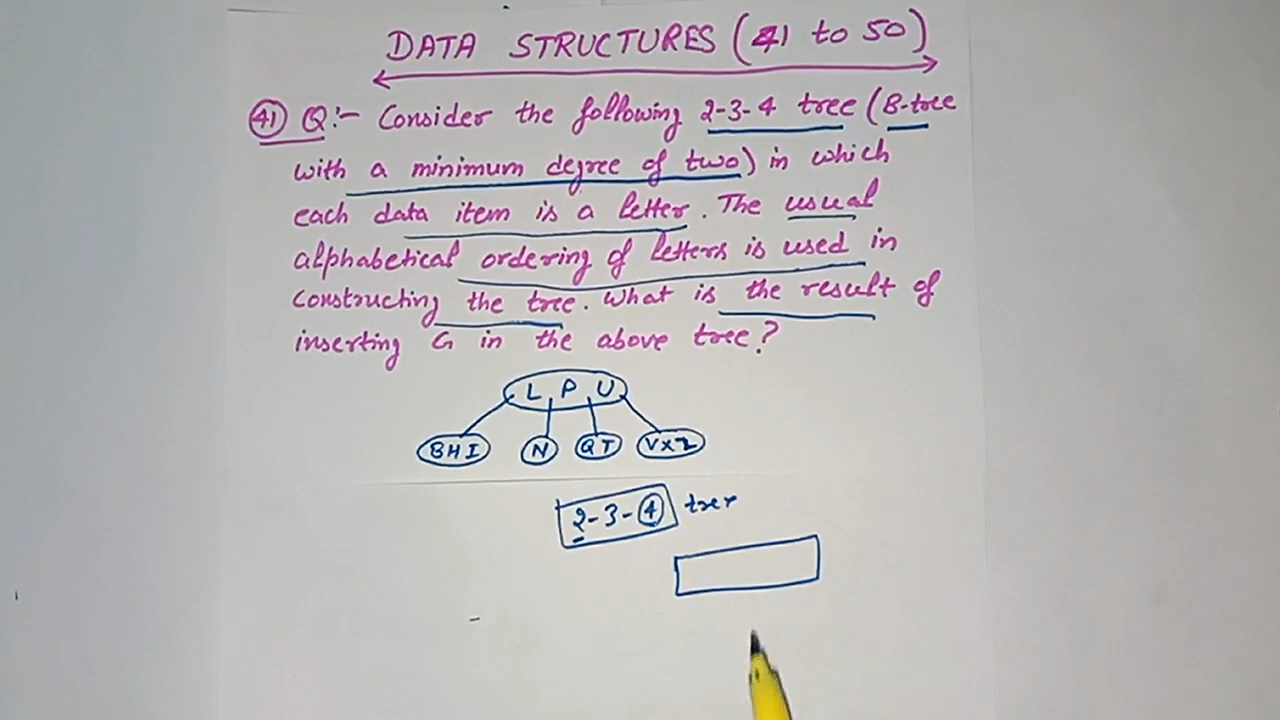 DATA STRUCTURES (41 to 50)
41 Q:- Consider the following 2-3-4 tree (B-tree
with a minimum degree of two) in which
each data item is a letter. The usual
alphabetical ordering of letters is used in
constructing the tree. What is the result of
inserting G in the above tree?
L P U
BHI N QT VXZ
2-3-4 tree